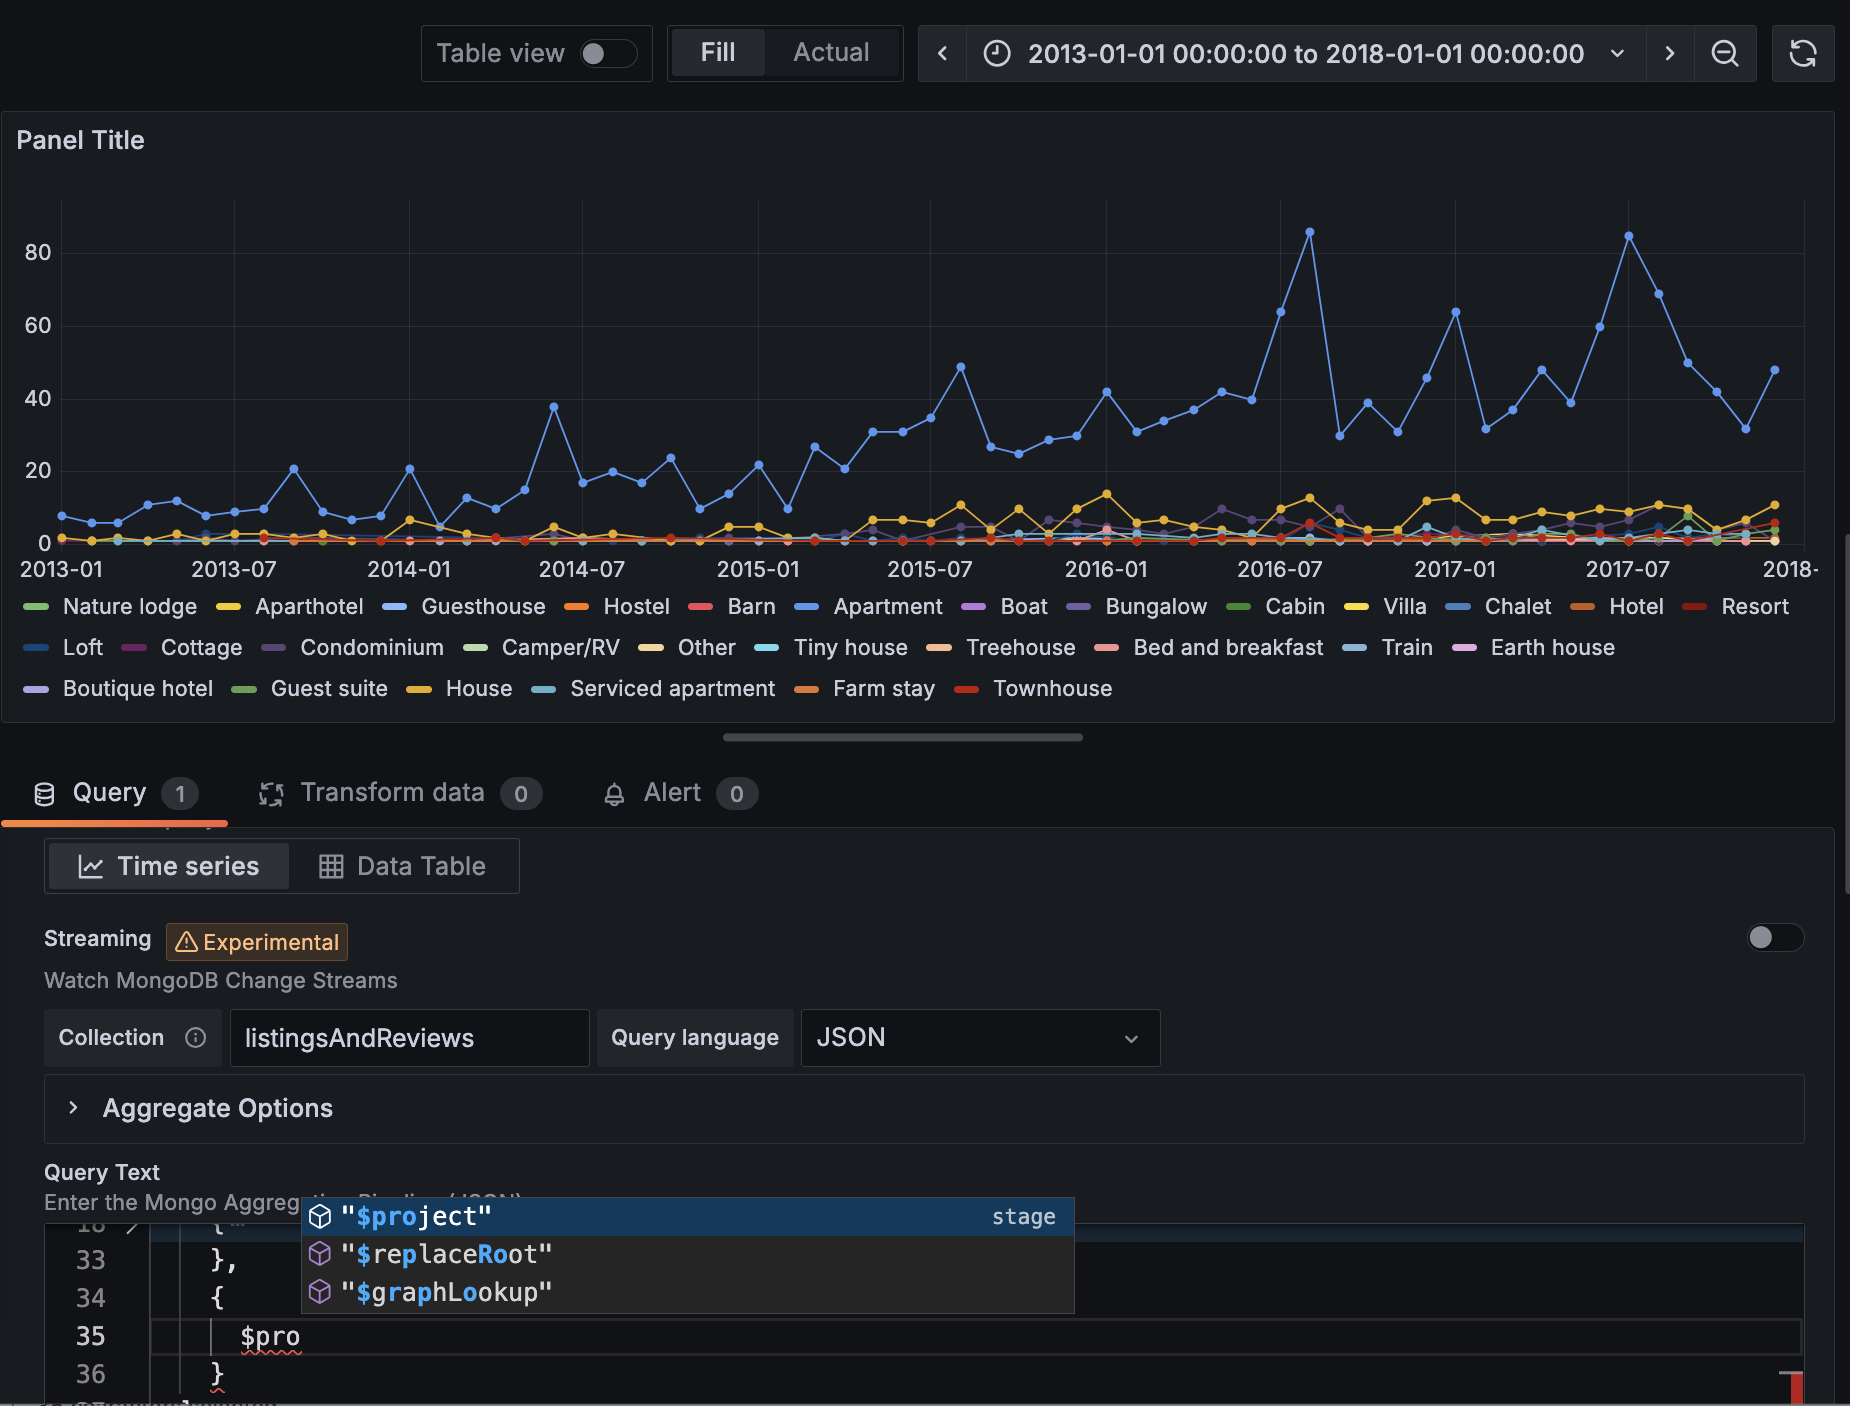 Table view Fill Actual 2013-01-01 00:00:00 to 2018-01-01 00:00:00
Panel Title
80
60
40
20
0
2013-01 2013-07 2014-01 2014-07 2015-01 2015-07 2016-01 2016-07 2017-01 2017-07 2018-
Nature lodge Aparthotel Guesthouse Hostel Barn Apartment Boat Bungalow Cabin Villa Chalet Hotel Resort
Loft Cottage Condominium Camper/RV Other Tiny house Treehouse Bed and breakfast Train Earth house
Boutique hotel Guest suite House Serviced apartment Farm stay Townhouse
Query 1 Transform data 0 Alert 0
Time series Data Table
Streaming Experimental
Watch MongoDB Change Streams
Collection listingsAndReviews Query language JSON
Aggregate Options
Query Text
Enter the Mongo
"$project" stage
18 {
"$replaceRoot"
33 },
"$graphLookup"
34 {
35 $pro
36 }